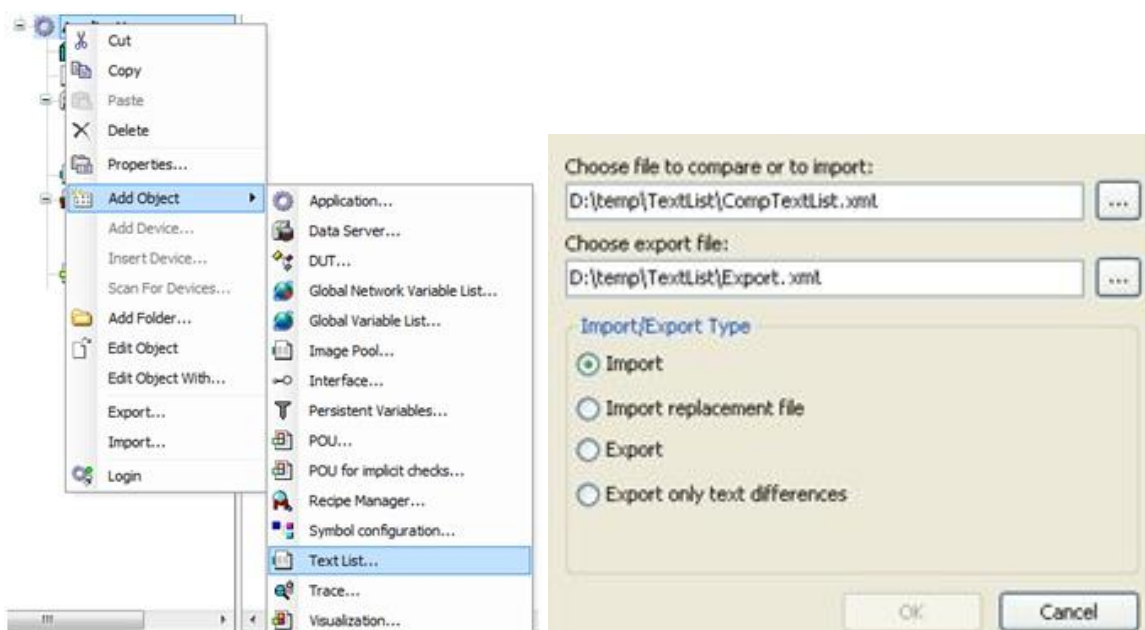 Cut
Copy
Paste
Delete
Properties...
Add Object
Add Device...
Insert Device...
Scan For Devices...
Add Folder...
Edit Object
Edit Object With...
Export...
Import...
Login
Application...
Data Server...
DUT...
Global Network Variable List...
Global Variable List...
Image Pool...
Interface...
Persistent Variables...
POU...
POU for implicit checks...
Recipe Manager...
Symbol configuration...
Text List...
Trace...
Visualization...
Choose file to compare or to import:
D:\temp\TextList\CompTextList.xml
...
Choose export file:
D:\temp\TextList\Export.xml
...
Import/Export Type
Import
Import replacement file
Export
Export only text differences
OK
Cancel